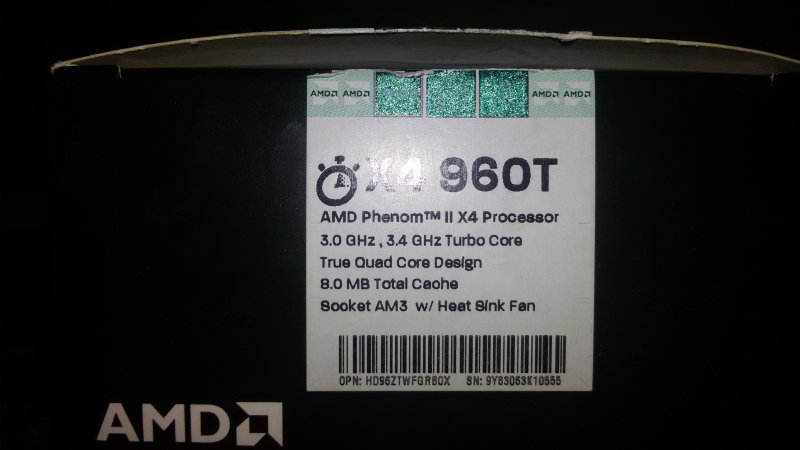 AMD AMD AMD AMD
X4 960T
AMD Phenom™ II X4 Processor
3.0 GHz , 3.4 GHz Turbo Core
True Quad Core Design
8.0 MB Total Cache
Socket AM3 w/ Heat Sink Fan
OPN: HD96ZTWFGRBOX SN: 9Y83063K10555
AMD